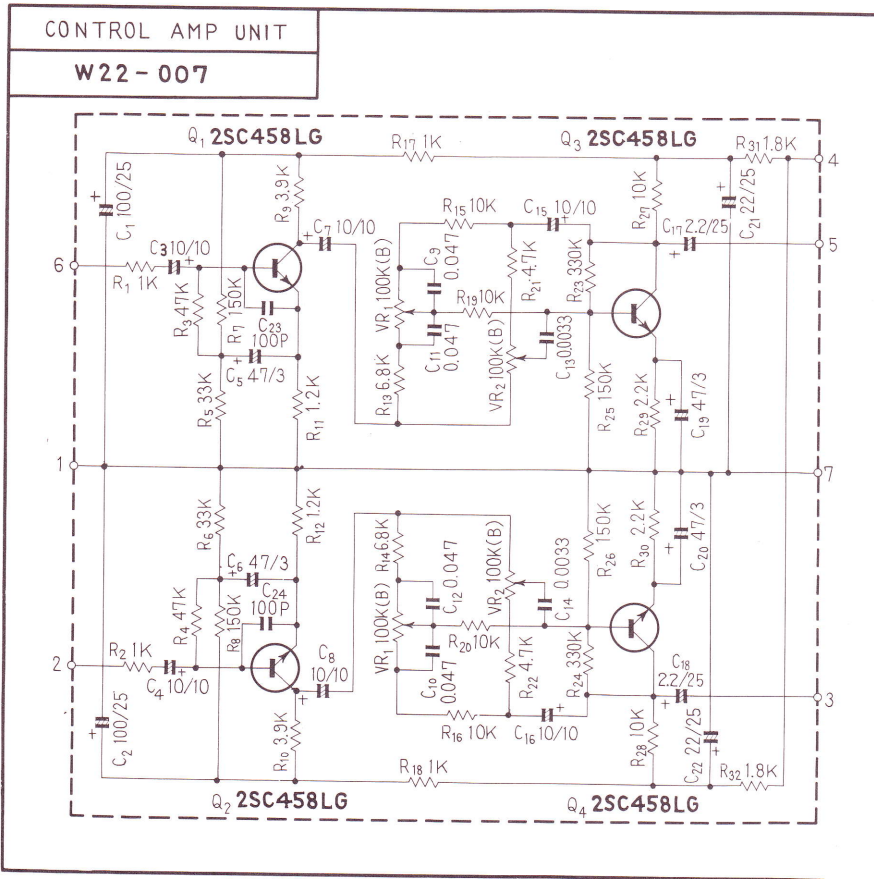 CONTROL AMP UNIT
W22-007
Q1 2SC458LG
Q3 2SC458LG
R17 1K
R31 1.8K
4
C1 100/25
R9 3.9K
C7 10/10
R15 10K
C15 10/10
R27 10K
C17 2.2/25
C21 22/25
5
6
C3 10/10
R1 1K
R3 47K
R7 150K
C23 100P
C5 47/3
VR1 100K(B)
C9 0.047
R19 10K
C11 0.047
R21 4.7K
R23 330K
VR2 100K(B)
C13 0.0033
R13 6.8K
R5 33K
R11 1.2K
R25 150K
R29 2.2K
C19 47/3
1
7
R6 33K
R12 1.2K
C6 47/3
C24 100P
R4 47K
R8 150K
R14 6.8K
C12 0.047
VR2 100K(B)
C14 0.0033
R26 150K
R30 2.2K
C20 47/3
VR1 100K(B)
R20 10K
C10 0.047
R22 4.7K
R24 330K
2
R2 1K
C4 10/10
C8 10/10
C18 2.2/25
3
C2 100/25
R10 3.9K
R16 10K
C16 10/10
R28 10K
C22 22/25
R18 1K
R32 1.8K
Q2 2SC458LG
Q4 2SC458LG